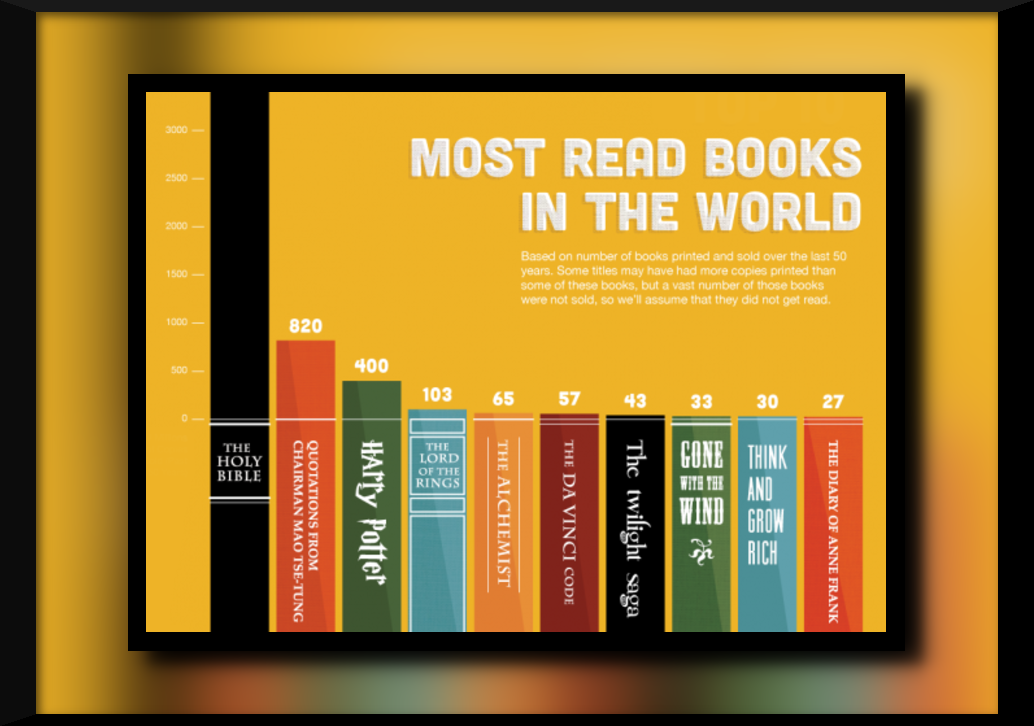 MOST READ BOOKS
IN THE WORLD
Based on number of books printed and sold over the last 50
years. Some titles may have had more copies printed than
some of these books, but a vast number of those books
were not sold, so we'll assume that they did not get read.
3000
2500
2000
1500
1000
500
0
820
400
103
65
57
43
33
30
27
THE
HOLY
BIBLE
QUOTATIONS FROM
CHAIRMAN MAO TSE-TUNG
Harry Potter
THE
LORD
OF THE
RINGS
THE ALCHEMIST
THE DA VINCI CODE
The twilight saga
GONE
WITH THE
WIND
THINK
AND
GROW
RICH
THE DIARY OF ANNE FRANK